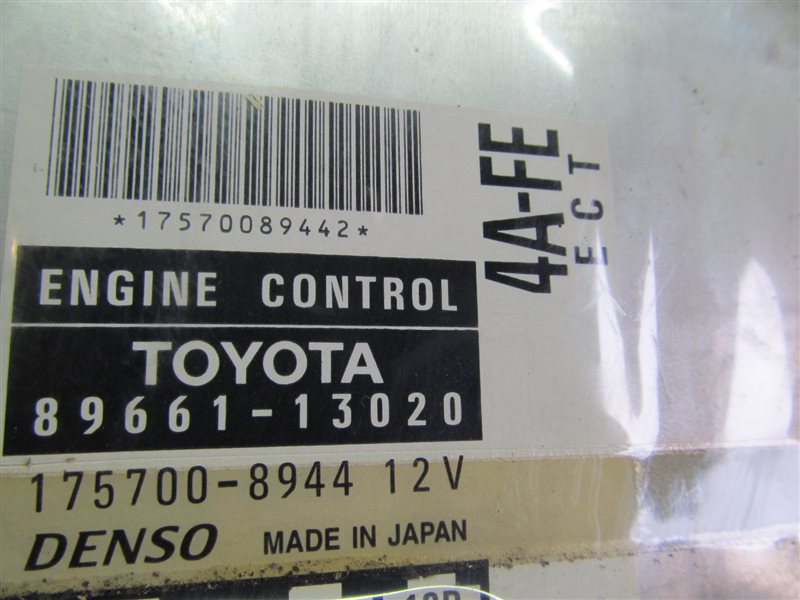 *17570089442*
4A-FE
ECT
ENGINE CONTROL
TOYOTA
89661-13020
175700-8944 12V
DENSO MADE IN JAPAN